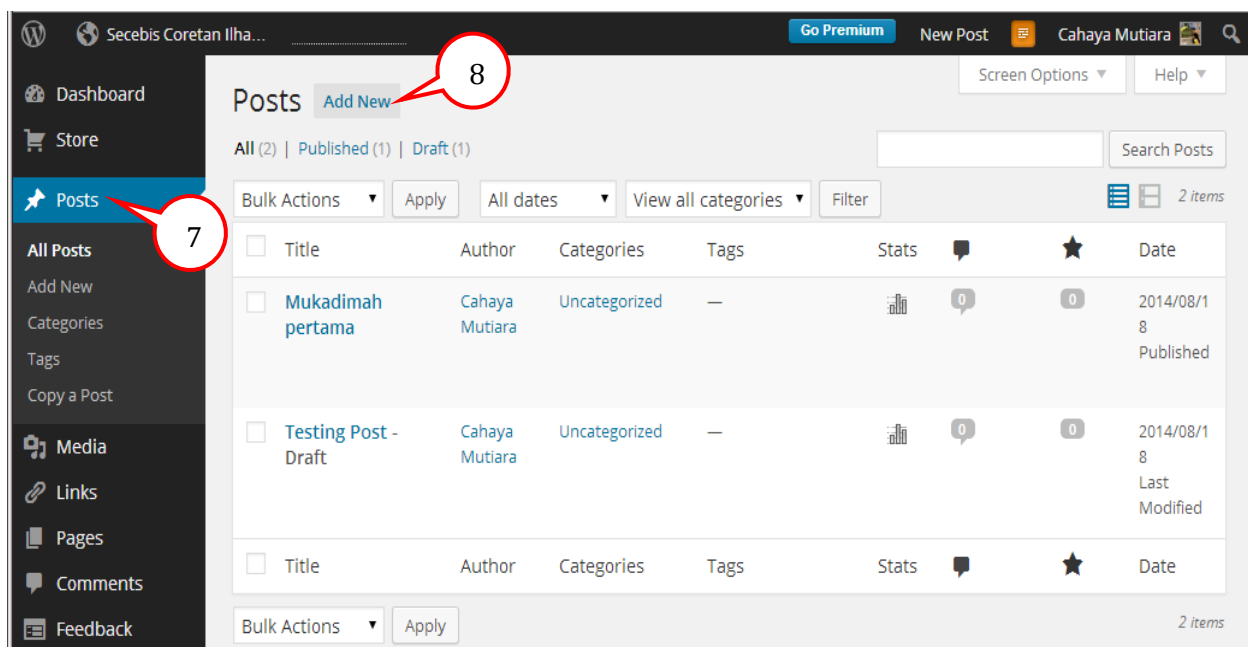 Secebis Coretan Ilha... Go Premium New Post Cahaya Mutiara
Screen Options Help
Dashboard
Store
Posts
All Posts
Add New
Categories
Tags
Copy a Post
Media
Links
Pages
Comments
Feedback
7
8
Posts Add New
All (2) | Published (1) | Draft (1)
Search Posts
Bulk Actions Apply All dates View all categories Filter 2 items
Title Author Categories Tags Stats Date
Mukadimah pertama
Cahaya Mutiara
Uncategorized
—
0
0
2014/08/1
8
Published
Testing Post - Draft
Cahaya Mutiara
Uncategorized
—
0
0
2014/08/1
8
Last
Modified
Title Author Categories Tags Stats Date
Bulk Actions Apply 2 items